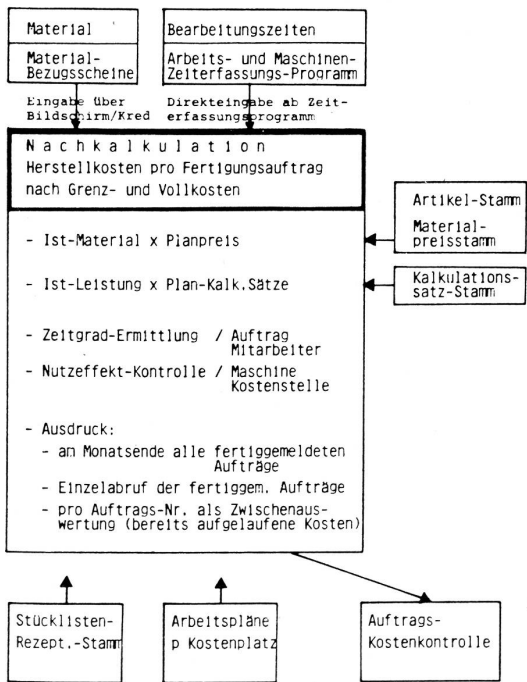 Material
Material-
Bezugsscheine
Bearbeitungszeiten
Arbeits- und Maschinen-
Zeiterfassungs-Programm
Eingabe über
Bildschirm/Kred
Direkteingabe ab Zeit-
erfassungsprogramm
Nachkalkulation
Herstellkosten pro Fertigungsauftrag
nach Grenz- und Vollkosten
Artikel-Stamm
Material-
preisstamm
- Ist-Material x Planpreis
- Ist-Leistung x Plan-Kalk.Sätze
Kalkulations-
satz-Stamm
- Zeitgrad-Ermittlung / Auftrag
Mitarbeiter
- Nutzeffekt-Kontrolle / Maschine
Kostenstelle
- Ausdruck:
- am Monatsende alle fertiggemeldeten
Aufträge
- Einzelabruf der fertiggem. Aufträge
- pro Auftrags-Nr. als Zwischenaus-
wertung (bereits aufgelaufene Kosten)
Stücklisten-
Rezept.-Stamm
Arbeitspläne
p Kostenplatz
Auftrags-
Kostenkontrolle